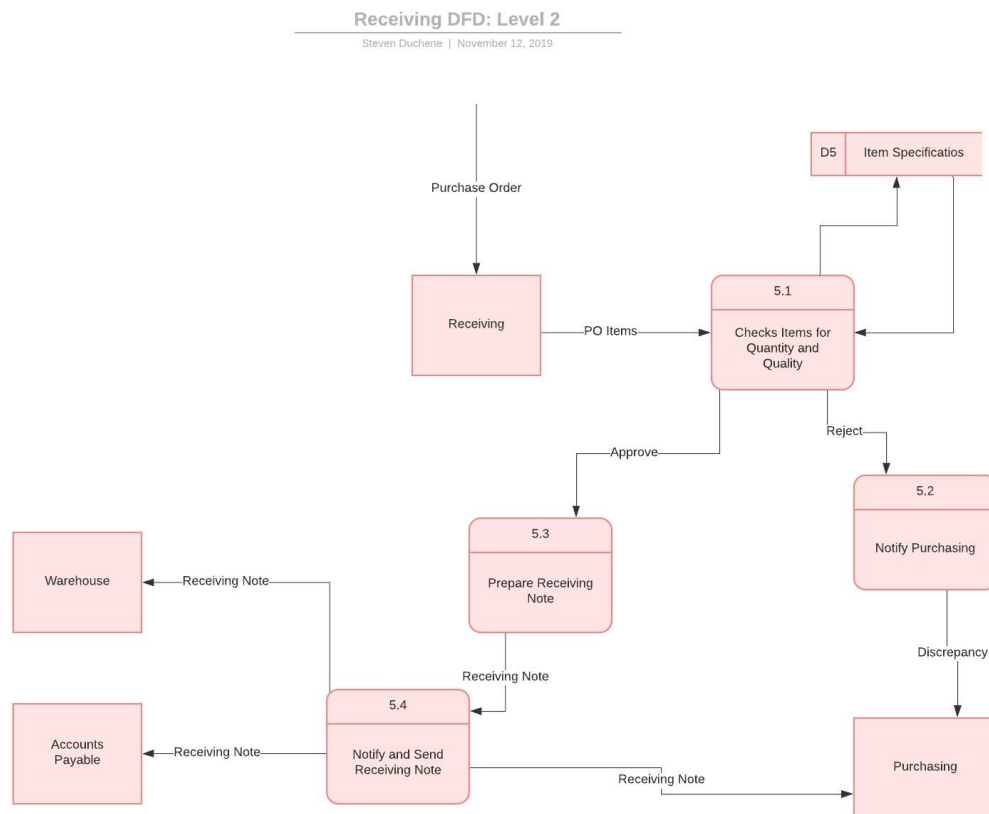 Receiving DFD: Level 2
Steven Duchene | November 12, 2019
D5
Item Specificatios
Purchase Order
5.1
Receiving
PO Items
Checks Items for
Quantity and
Quality
Reject
Approve
5.2
5.3
Notify Purchasing
Warehouse
Receiving Note
Prepare Receiving
Note
Discrepancy
Receiving Note
5.4
Accounts
Payable
Receiving Note
Notify and Send
Receiving Note
Purchasing
Receiving Note